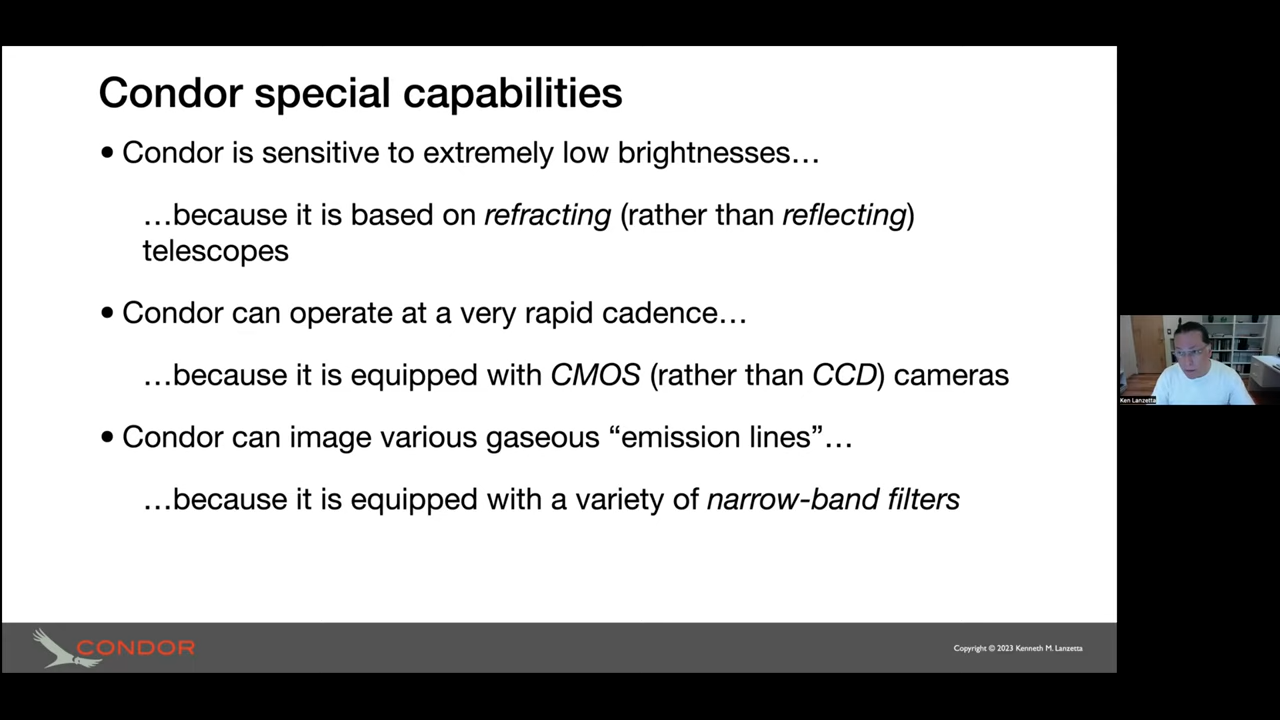 Condor special capabilities
• Condor is sensitive to extremely low brightnesses…
…because it is based on refracting (rather than reflecting)
telescopes
• Condor can operate at a very rapid cadence…
…because it is equipped with CMOS (rather than CCD) cameras
• Condor can image various gaseous “emission lines”…
…because it is equipped with a variety of narrow-band filters
Ken Lanzetta
CONDOR
Copyright © 2023 Kenneth M. Lanzetta